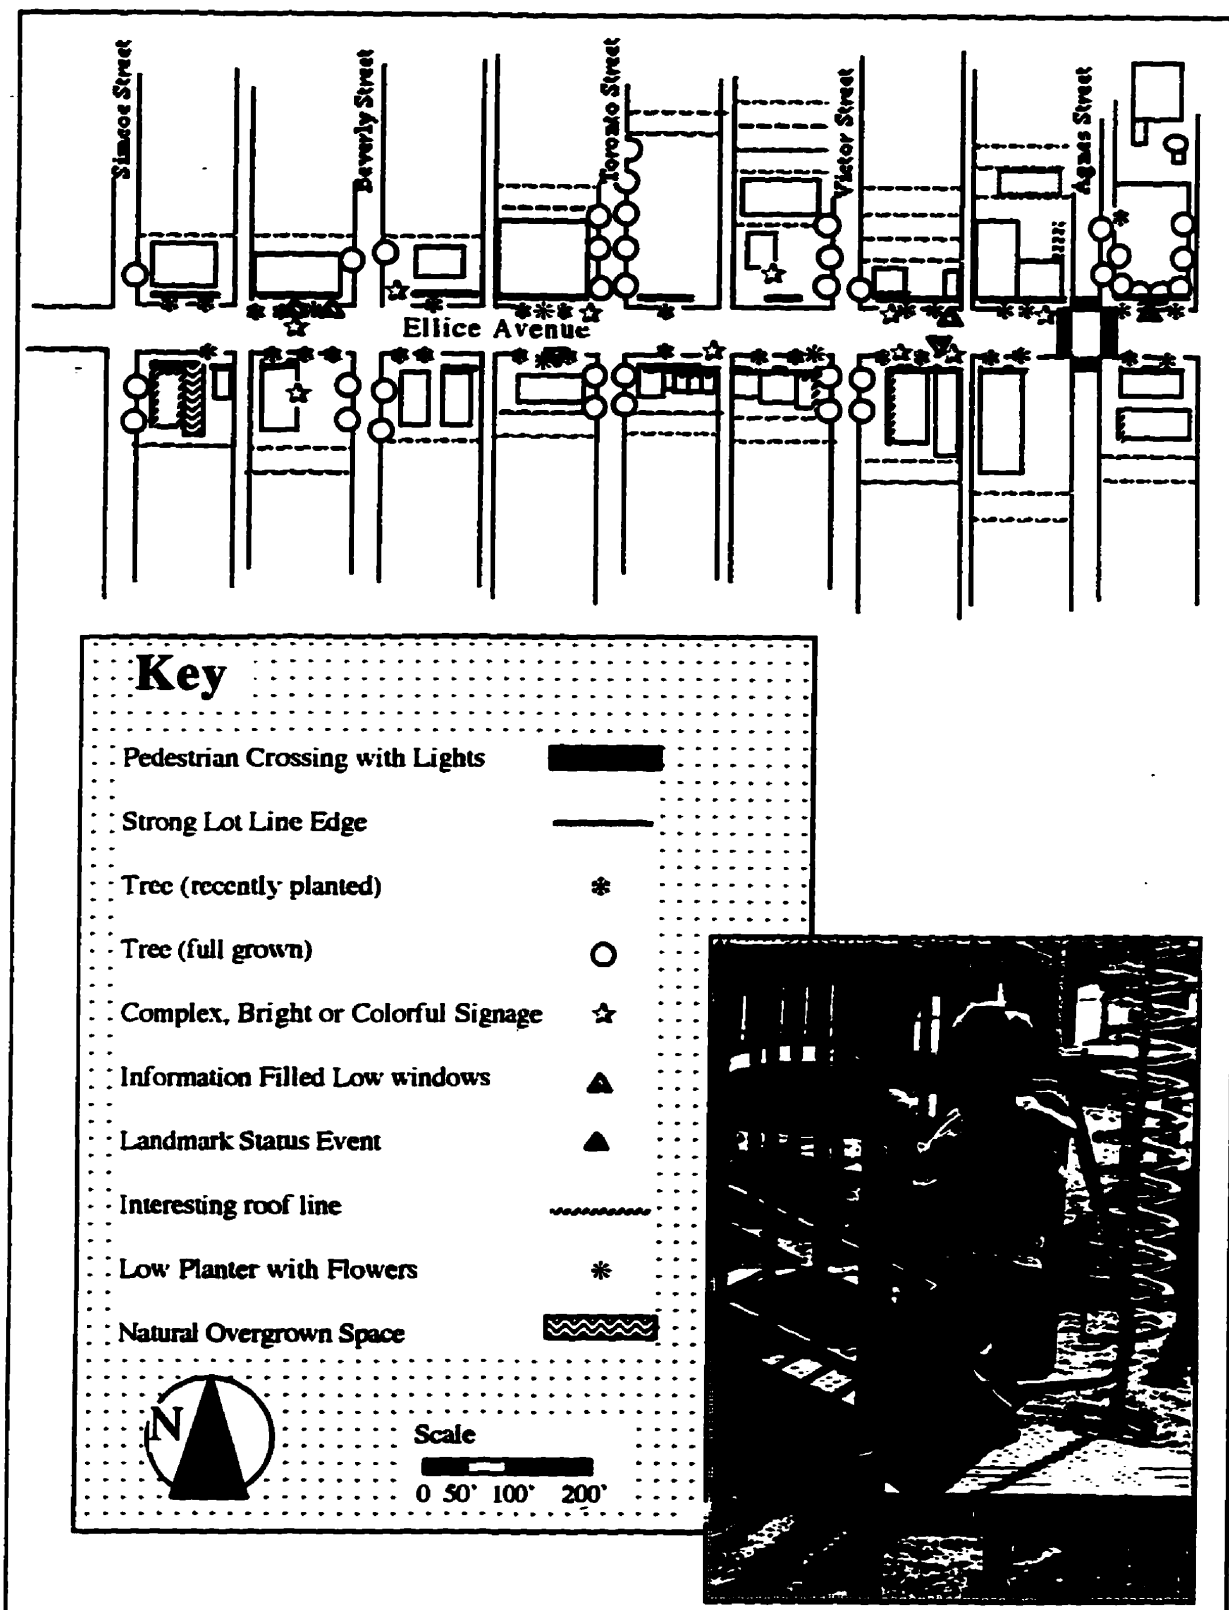 Simcoe Street
Beverly Street
Toronto Street
Victor Street
Agnes Street
Ellice Avenue
Key
Pedestrian Crossing with Lights
Strong Lot Line Edge
Tree (recently planted)
Tree (full grown)
Complex, Bright or Colorful Signage
Information Filled Low windows
Landmark Status Event
Interesting roof line
Low Planter with Flowers
Natural Overgrown Space
N
Scale
0 50' 100' 200'